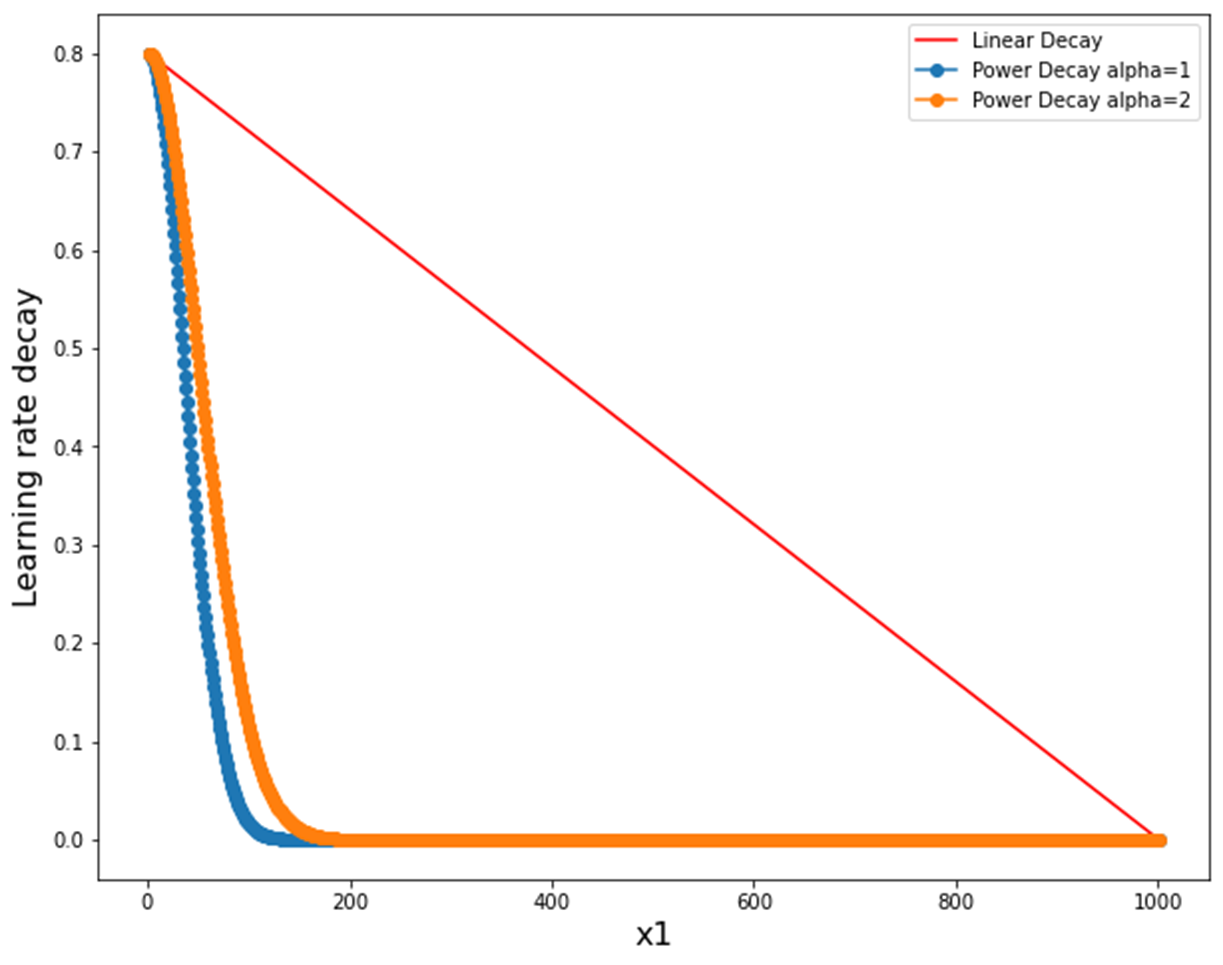 Linear Decay
Power Decay alpha=1
Power Decay alpha=2
Learning rate decay
0.8
0.7
0.6
0.5
0.4
0.3
0.2
0.1
0.0
0 200 400 600 800 1000
x1